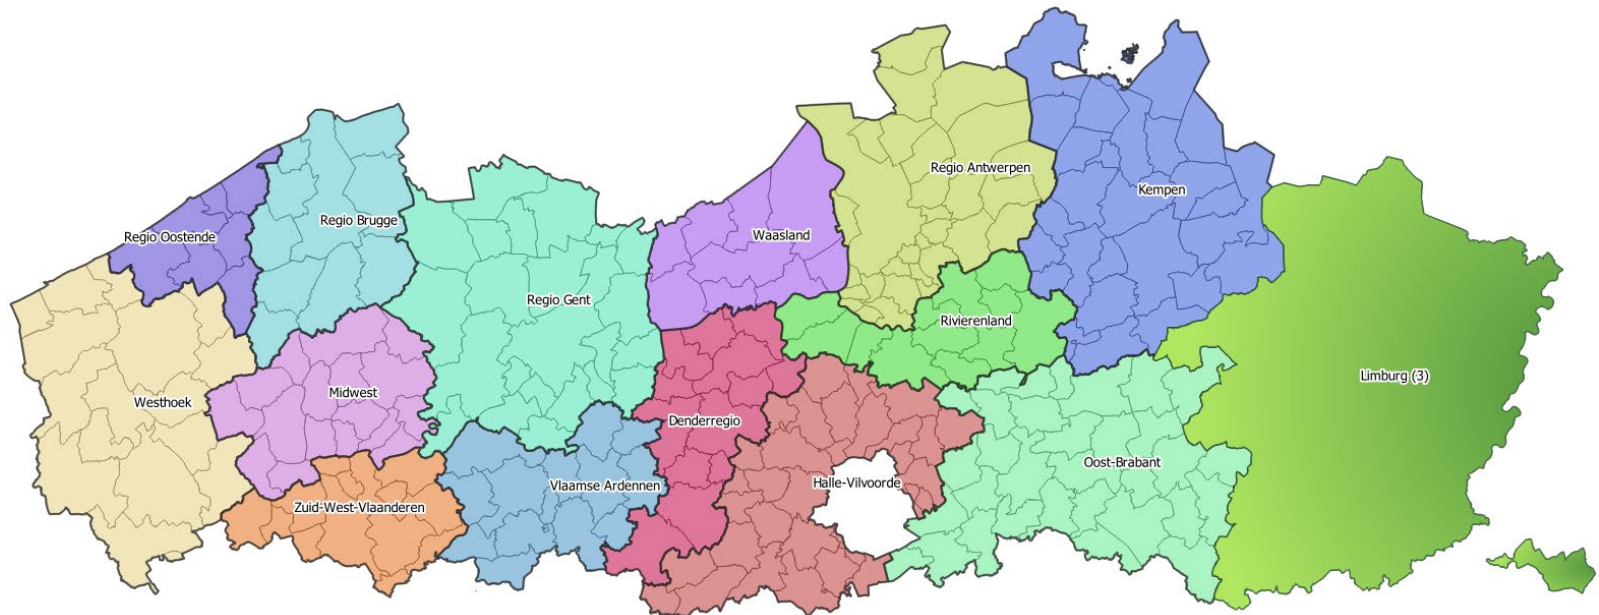 Regio Antwerpen
Kempen
Regio Brugge
Regio Oostende
Waasland
Regio Gent
Rivierenland
Limburg (3)
Midwest
Westhoek
Denderregio
Oost-Brabant
Vlaamse Ardennen
Halle-Vilvoorde
Zuid-West-Vlaanderen